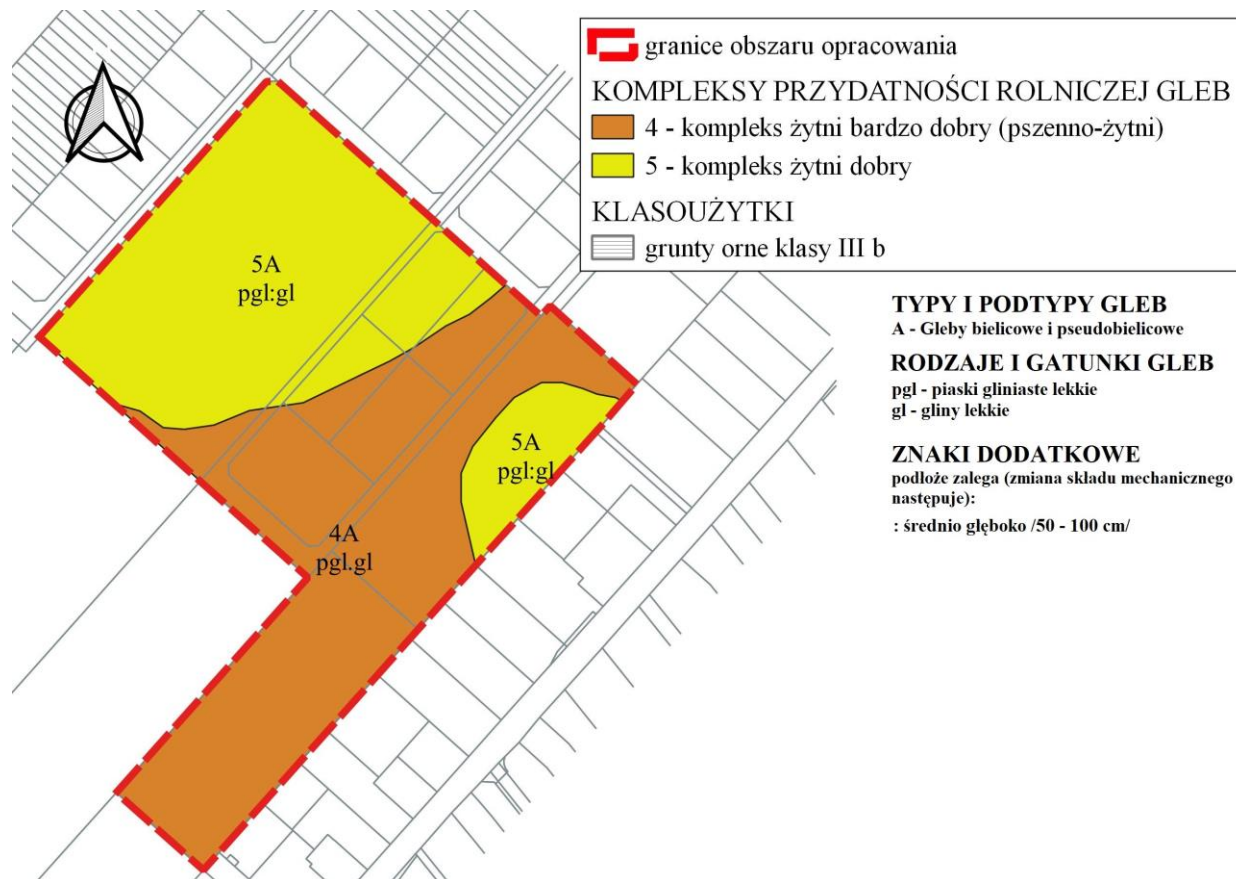 granice obszaru opracowania
KOMPLEKSY PRZYDATNOŚCI ROLNICZEJ GLEB
4 - kompleks żytni bardzo dobry (pszenno-żytni)
5 - kompleks żytni dobry
KLASOUŻYTKI
grunty orne klasy III b
TYPY I PODTYPY GLEB
A - Gleby bielicowe i pseudobielicowe
RODZAJE I GATUNKI GLEB
pgl - piaski gliniaste lekkie
gl - gliny lekkie
ZNAKI DODATKOWE
podłoże zalega (zmiana składu mechanicznego
następuje):
: średnio głęboko /50 - 100 cm/
5A
pgl:gl
5A
pgl:gl
4A
pgl.gl